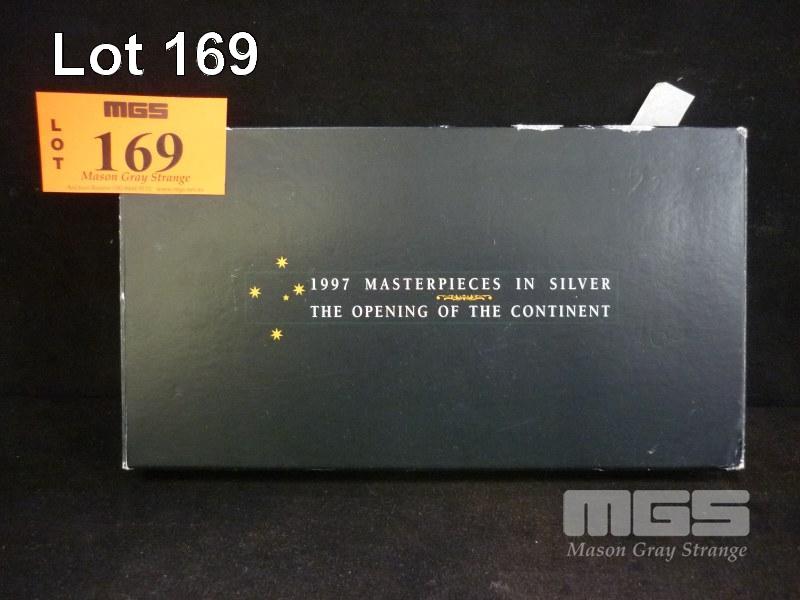 Lot 169
MGS
LOT
169
Mason Gray Strange
1997 MASTERPIECES IN SILVER
THE OPENING OF THE CONTINENT
MGS
Mason Gray Strange